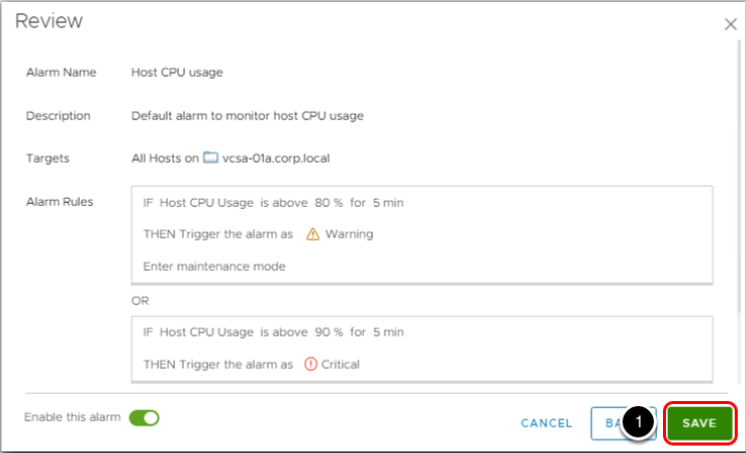 Review
Alarm Name Host CPU usage
Description Default alarm to monitor host CPU usage
Targets All Hosts on vcsa-01a.corp.local
Alarm Rules IF Host CPU Usage is above 80 % for 5 min
THEN Trigger the alarm as Warning
Enter maintenance mode
OR
IF Host CPU Usage is above 90 % for 5 min
THEN Trigger the alarm as Critical
Enable this alarm CANCEL BA 1 SAVE